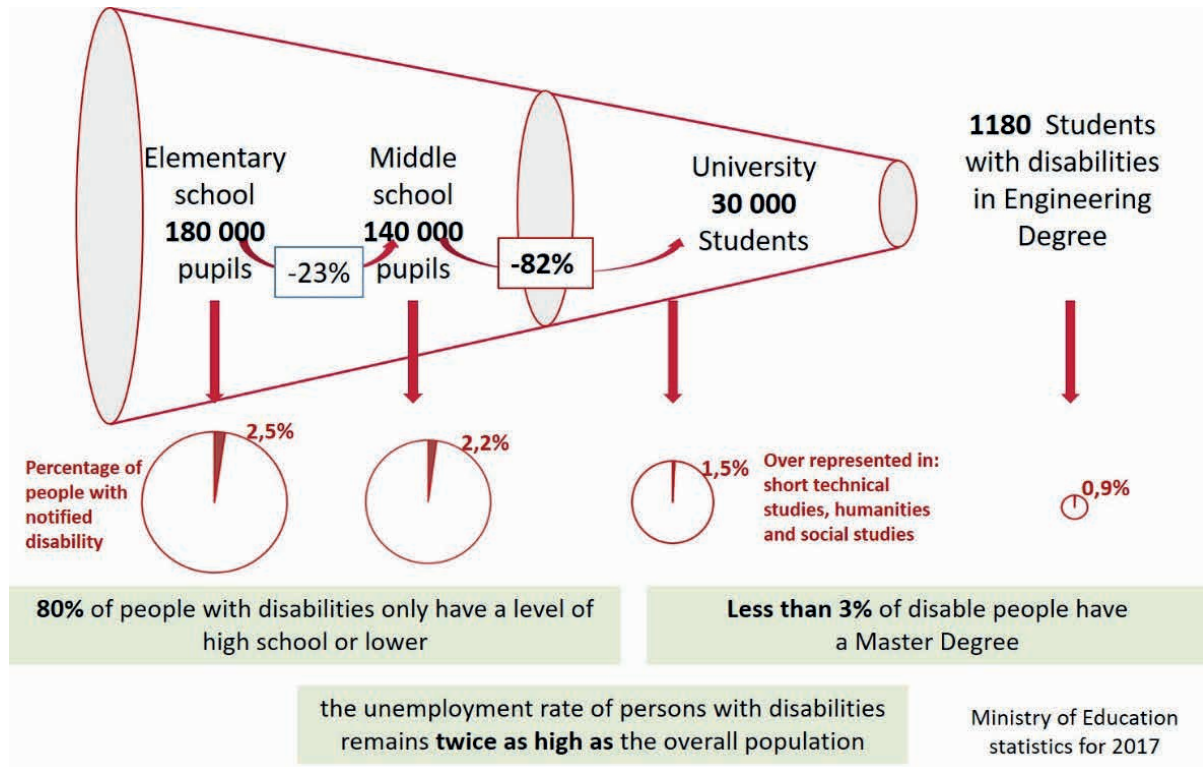 Elementary
school
180 000
pupils
-23%
Middle
school
140 000
pupils
-82%
University
30 000
Students
1180 Students
with disabilities
in Engineering
Degree
Percentage of
people with
notified
disability
2,5%
2,2%
1,5%
Over represented in:
short technical
studies, humanities
and social studies
0,9%
80% of people with disabilities only have a level of
high school or lower
Less than 3% of disable people have
a Master Degree
the unemployment rate of persons with disabilities
remains twice as high as the overall population
Ministry of Education
statistics for 2017